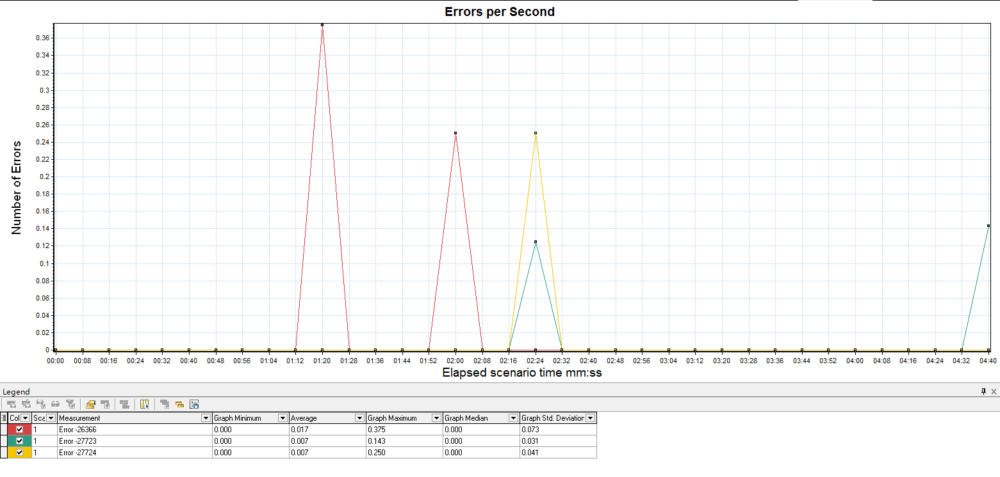 Errors per Second
Number of Errors
0.36
0.34
0.32
0.3
0.28
0.26
0.24
0.22
0.2
0.18
0.16
0.14
0.12
0.1
0.08
0.06
0.04
0.02
0
00:00 00:08 00:16 00:24 00:32 00:40 00:48 00:56 01:04 01:12 01:20 01:28 01:36 01:44 01:52 02:00 02:08 02:16 02:24 02:32 02:40 02:48 02:56 03:04 03:12 03:20 03:28 03:36 03:44 03:52 04:00 04:08 04:16 04:24 04:32 04:40
Elapsed scenario time mm:ss
Legend
Col Sca Measurement Graph Minimum Average Graph Maximum Graph Median Graph Std. Deviation
1 Error -26366 0.000 0.017 0.375 0.000 0.073
1 Error -27723 0.000 0.007 0.143 0.000 0.031
1 Error -27724 0.000 0.007 0.250 0.000 0.041